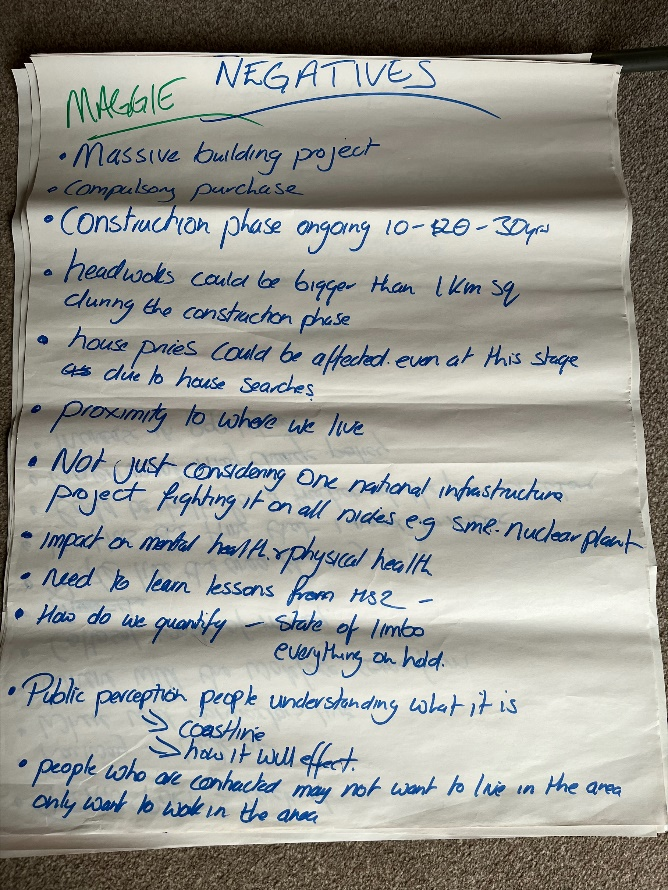 NEGATIVES
MAGGIE
• Massive building project
• Compulsory purchase
• Construction phase ongoing 10-20-30yrs
• headworks could be bigger than 1km sq
during the construction phase
• house prices could be affected even at this stage
due to house searches
• proximity to where we live
• Not just considering one national infrastructure
project fighting it on all sides e.g smr. nuclear plant
• impact on mental health & physical health
• need to learn lessons from HS2 -
• How do we quantify - state of limbo
everything on hold.
• Public perception people understanding what it is
> coastline
> how it will effect.
• people who are contracted may not want to live in the area
only want to work in the area